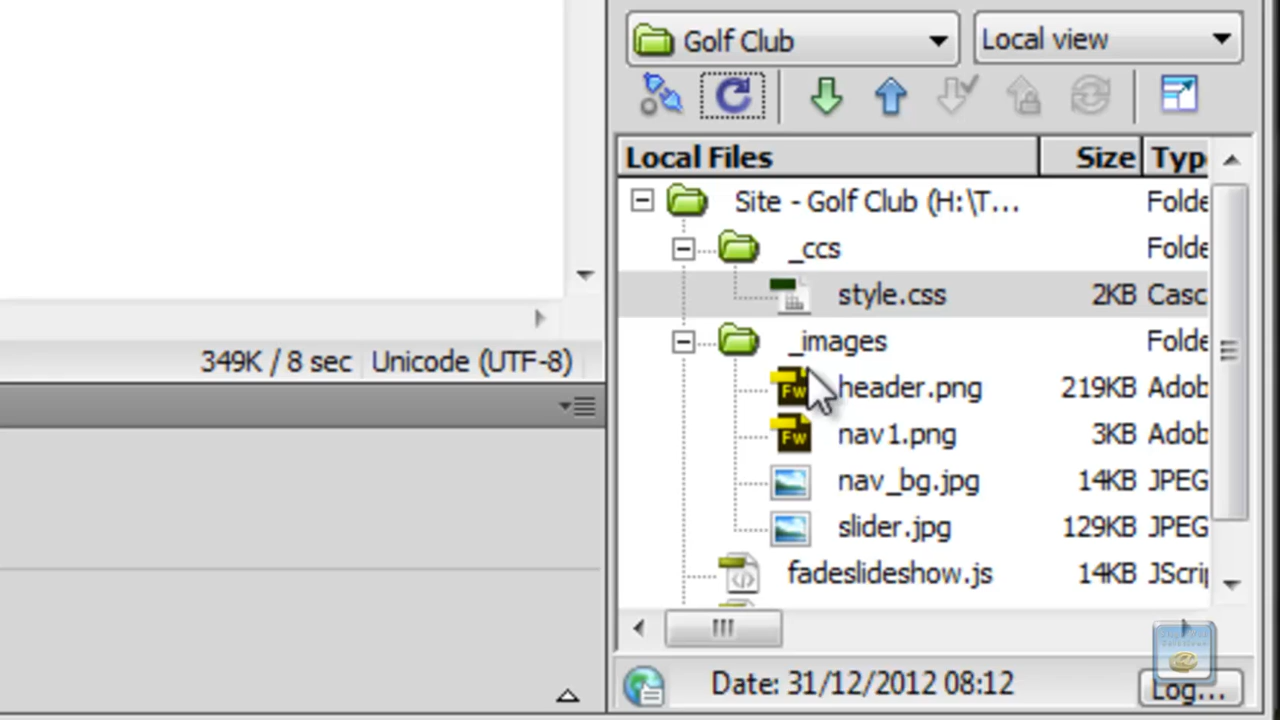 Golf Club
Local view
Local Files Size Typ
Site - Golf Club (H:\T... Folde
_ccs Folde
style.css 2KB Casc
_images Folde
header.png 219KB Adob
nav1.png 3KB Adob
nav_bg.jpg 14KB JPEG
slider.jpg 129KB JPEG
fadeslideshow.js 14KB JScrip
349K / 8 sec Unicode (UTF-8)
Date: 31/12/2012 08:12
Log...